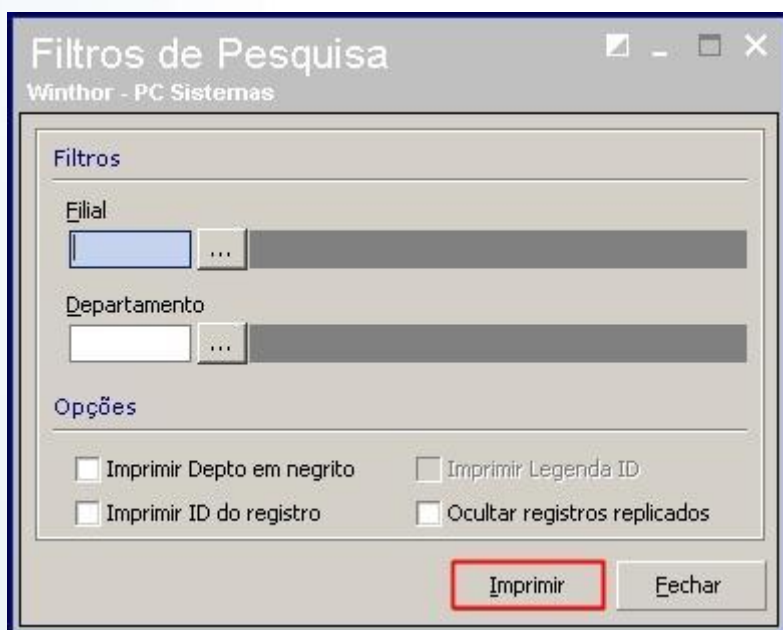 Filtros de Pesquisa
Winthor - PC Sistemas
Filtros
Filial
...
Departamento
...
Opções
Imprimir Depto em negrito
Imprimir Legenda ID
Imprimir ID do registro
Ocultar registros replicados
Imprimir
Fechar